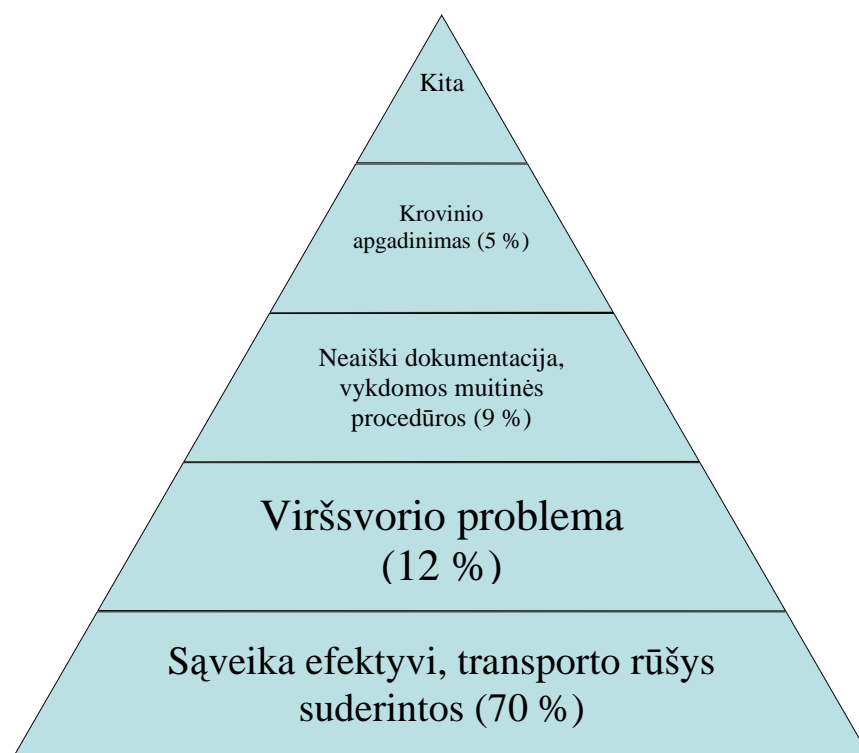 Kita
Krovinio
apgadinimas (5 %)
Neaiški dokumentacija,
vykdomos muitinės
procedūros (9 %)
Viršsvorio problema
(12 %)
Sąveika efektyvi, transporto rūšys
suderintos (70 %)